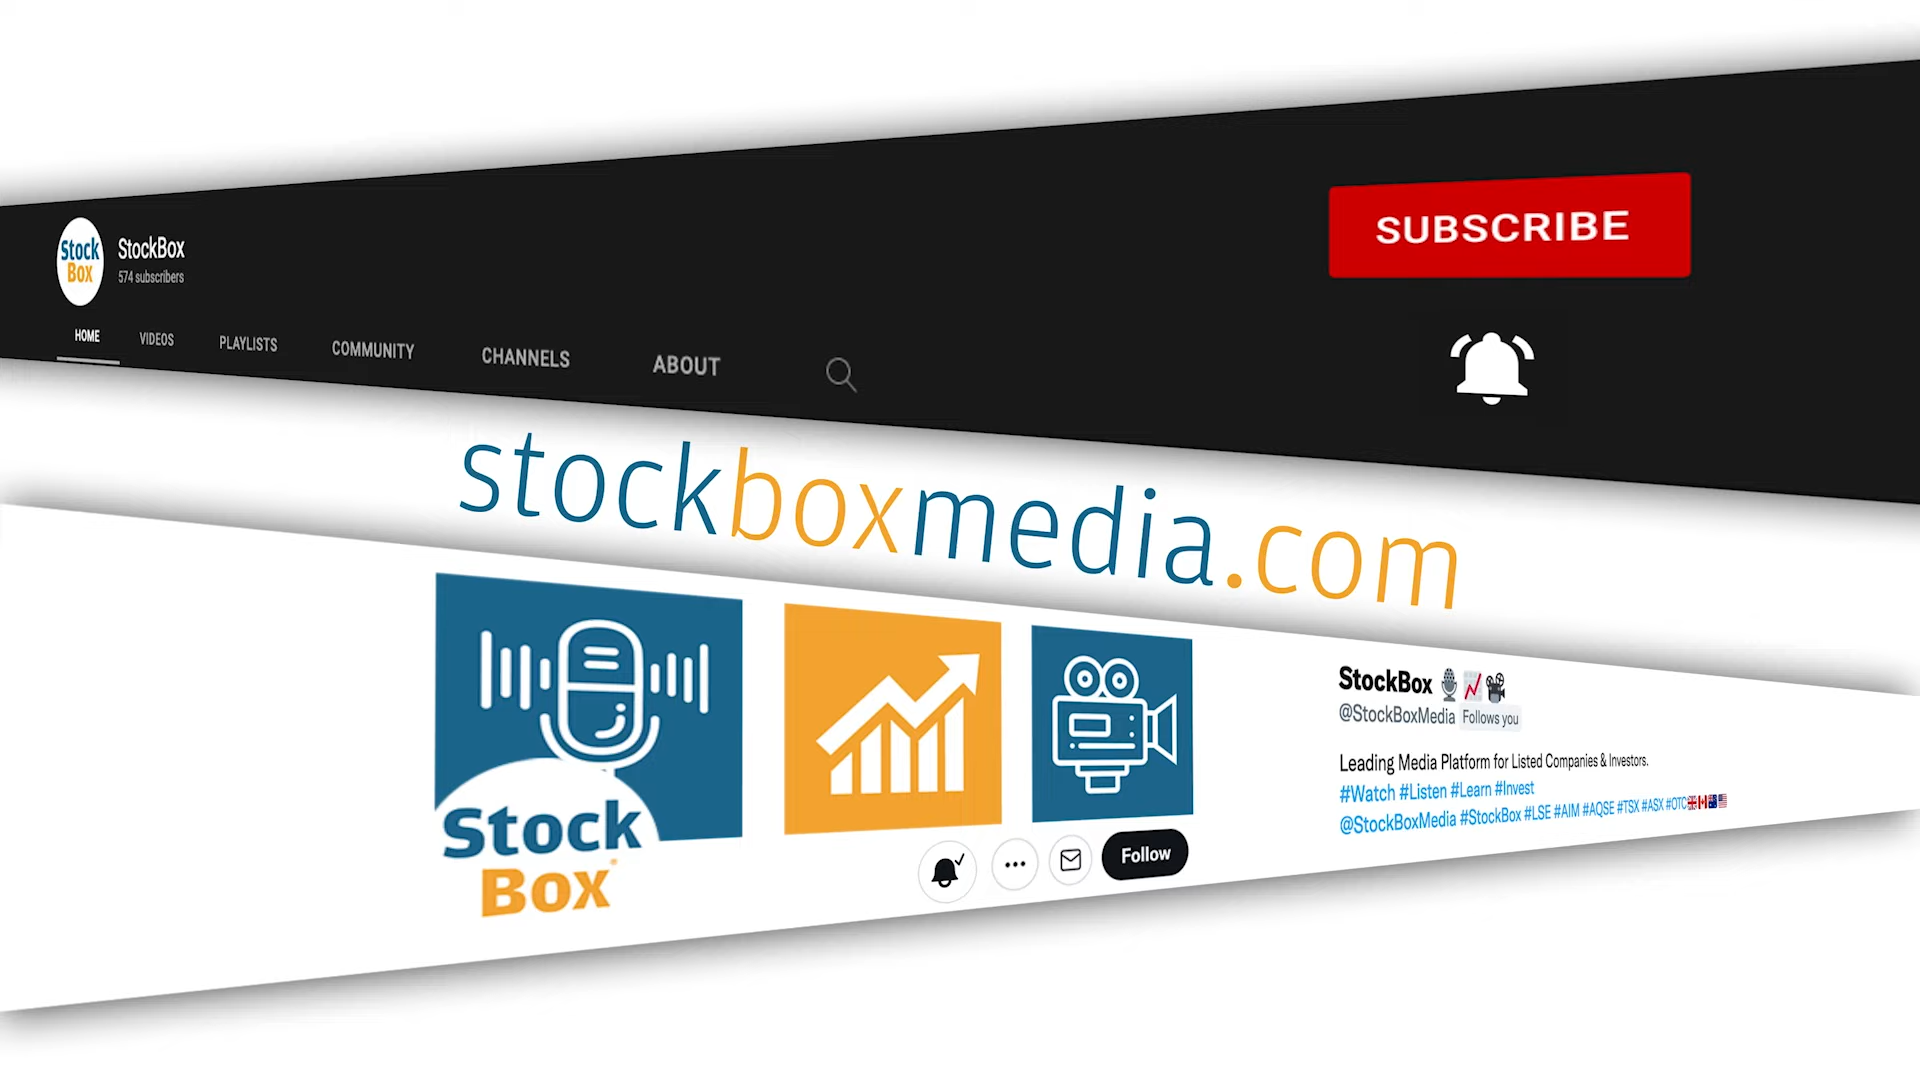 Stock
Box
StockBox
574 subscribers
SUBSCRIBE
HOME VIDEOS PLAYLISTS COMMUNITY CHANNELS ABOUT
stockboxmedia.com
Stock
Box
Follow
StockBox
@StockBoxMedia Follows you
Leading Media Platform for Listed Companies & Investors.
#Watch #Listen #Learn #Invest
@StockBoxMedia #StockBox #LSE #AIM #AQSE #TSX #ASX #OTC